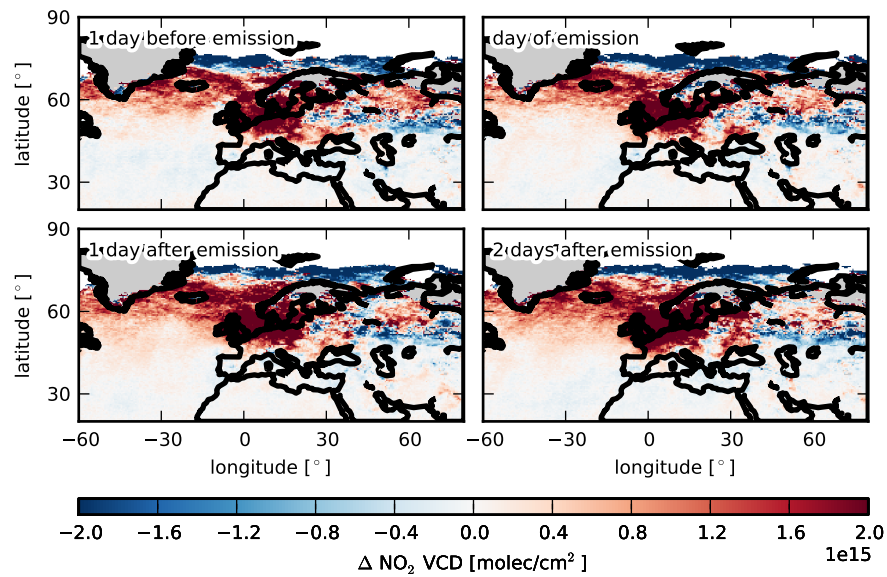 90
60
30
latitude [°]
1 day before emission
day of emission
90
60
30
latitude [°]
1 day after emission
2 days after emission
−60 −30 0 30 60
−60 −30 0 30 60
longitude [°]
longitude [°]
−2.0 −1.6 −1.2 −0.8 −0.4 0.0 0.4 0.8 1.2 1.6 2.0
1e15
Δ NO₂ VCD [molec/cm² ]